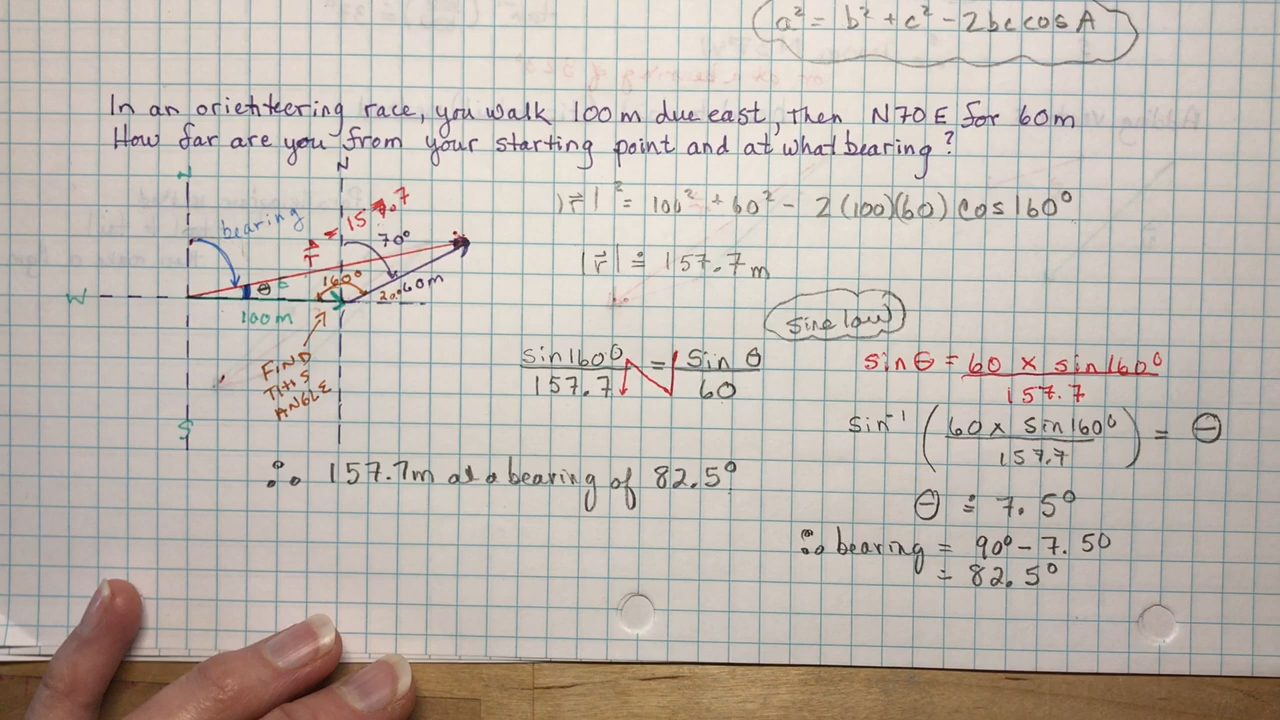 a² = b² + c² - 2bc cos A
In an orienteering race, you walk 100 m due east, then N70E for 60m
How far are you from your starting point and at what bearing?
N
N
bearing
r = 157.7
70°
W
θ
160°
20°
60m
100m
FIND
THIS
ANGLE
S
|r|² = 100² + 60² - 2(100)(60) cos 160°
|r| ≐ 157.7m
sine law
sin160° = sin θ
157.7 60
sin θ = 60 x sin 160°
157.7
sin⁻¹ (60 x sin 160°) = θ
157.7
θ ≐ 7.5°
∴ bearing = 90° - 7.50
= 82.5°
∴ 157.7m at a bearing of 82.5°